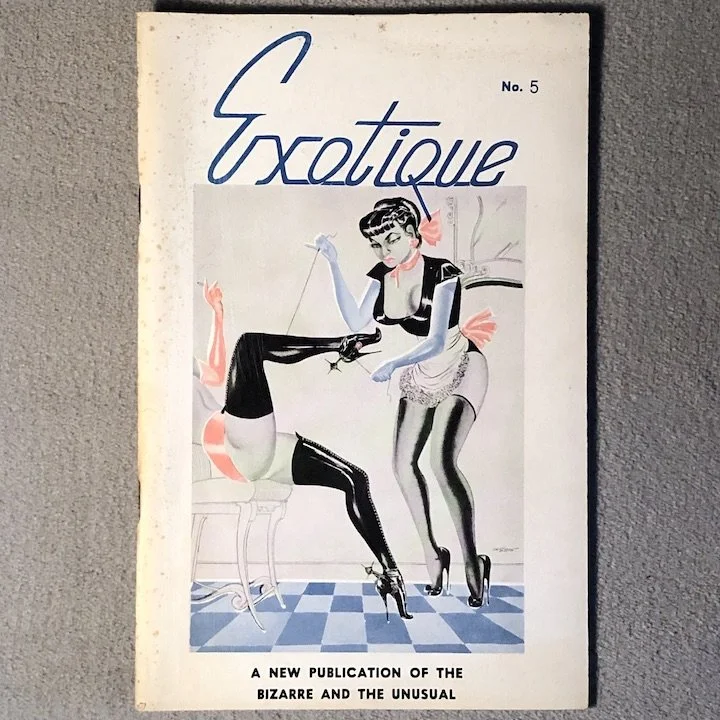 No. 5
Exotique
A NEW PUBLICATION OF THE
BIZARRE AND THE UNUSUAL